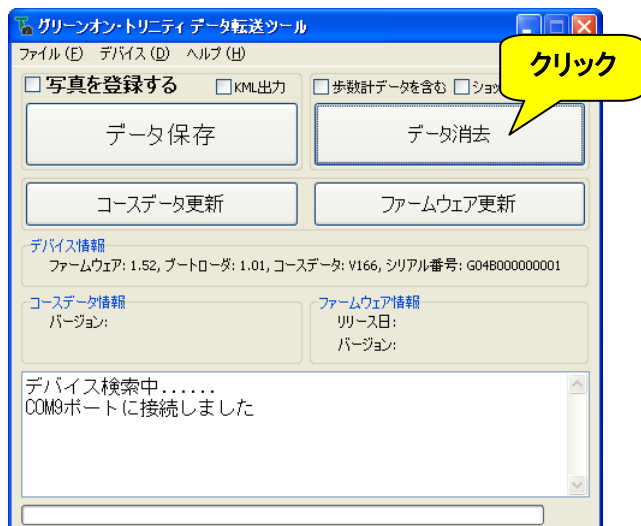 グリーンオン・トリニティ データ転送ツール
ファイル(F) デバイス(D) ヘルプ(H)
クリック
写真を登録する KML出力 歩数計データを含む ショッ
データ保存 データ消去
コースデータ更新 ファームウェア更新
デバイス情報
ファームウェア: 1.52, ブートローダ: 1.01, コースデータ: V166, シリアル番号: G04B000000001
コースデータ情報 ファームウェア情報
バージョン: リリース日:
バージョン:
デバイス検索中......
COM9ポートに接続しました